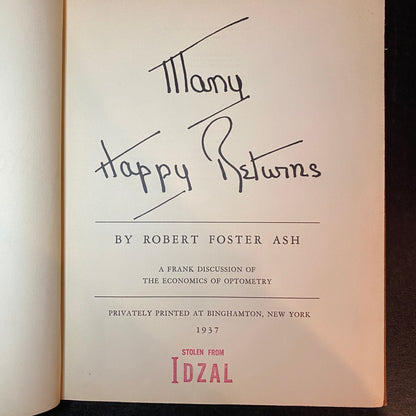 Many
Happy Returns
BY ROBERT FOSTER ASH
A FRANK DISCUSSION OF
THE ECONOMICS OF OPTOMETRY
PRIVATELY PRINTED AT BINGHAMTON, NEW YORK
1937
STOLEN FROM
IDZAL